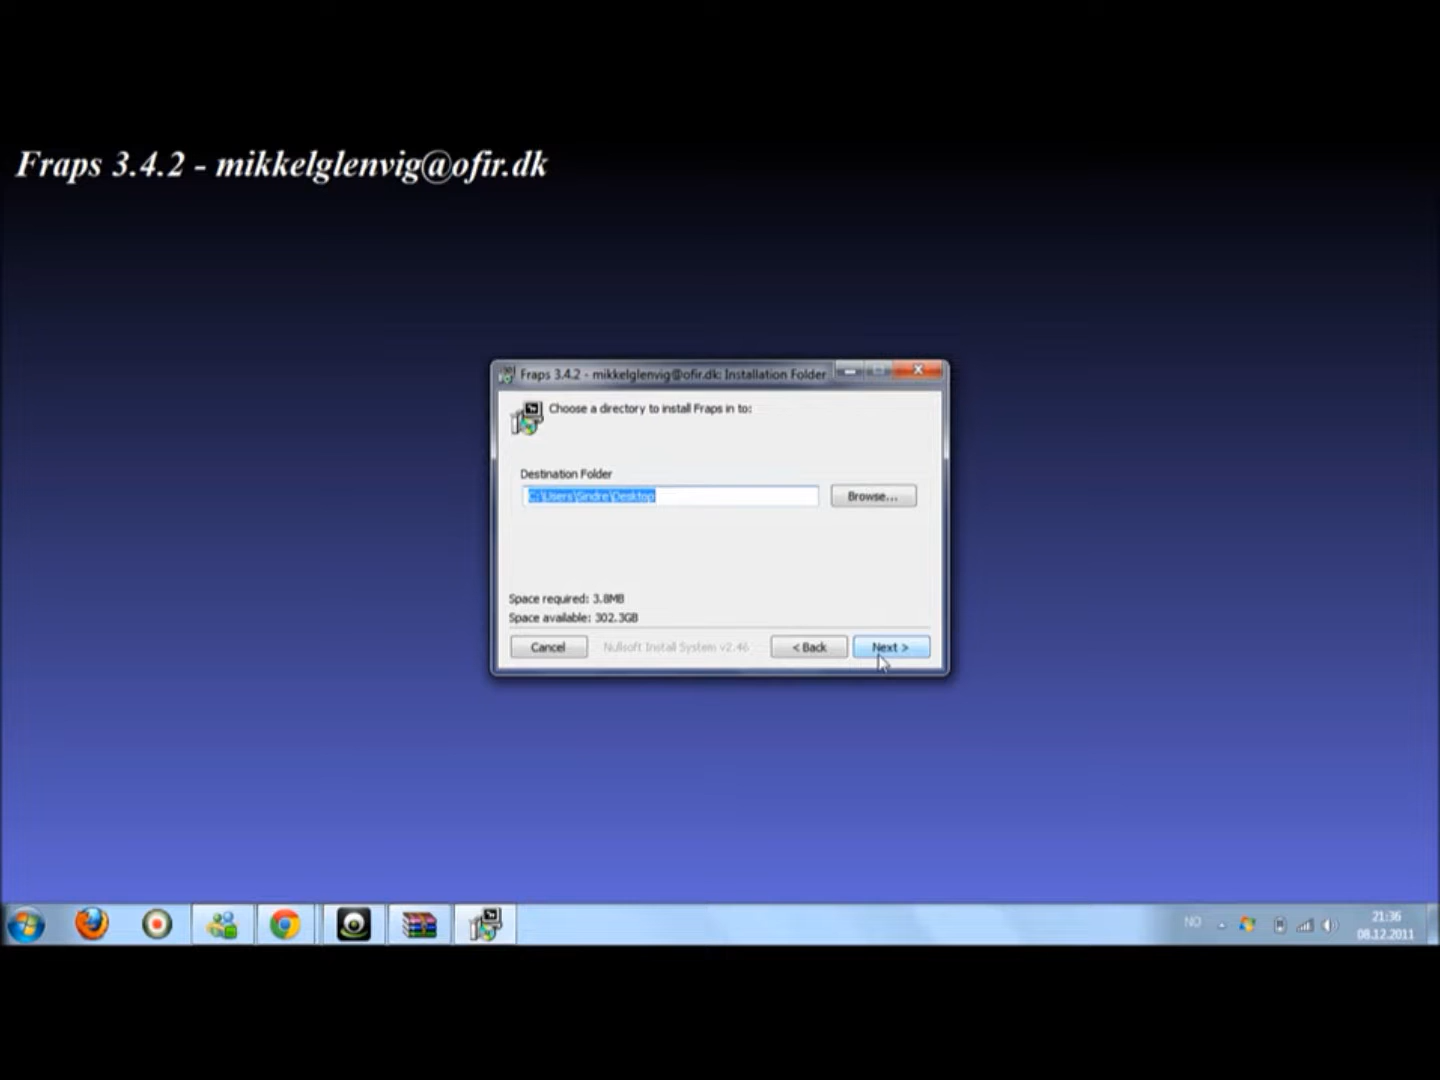 Fraps 3.4.2 - mikkelglenvig@ofir.dk
Fraps 3.4.2 - mikkelglenvig@ofir.dk: Installation Folder
Choose a directory to install Fraps in to:
Destination Folder
C:\Users\Sindre\Desktop
Browse...
Space required: 3.8MB
Space available: 302.3GB
Cancel
Nullsoft Install System v2.46
< Back
Next >
NO
21:36
08.12.2011